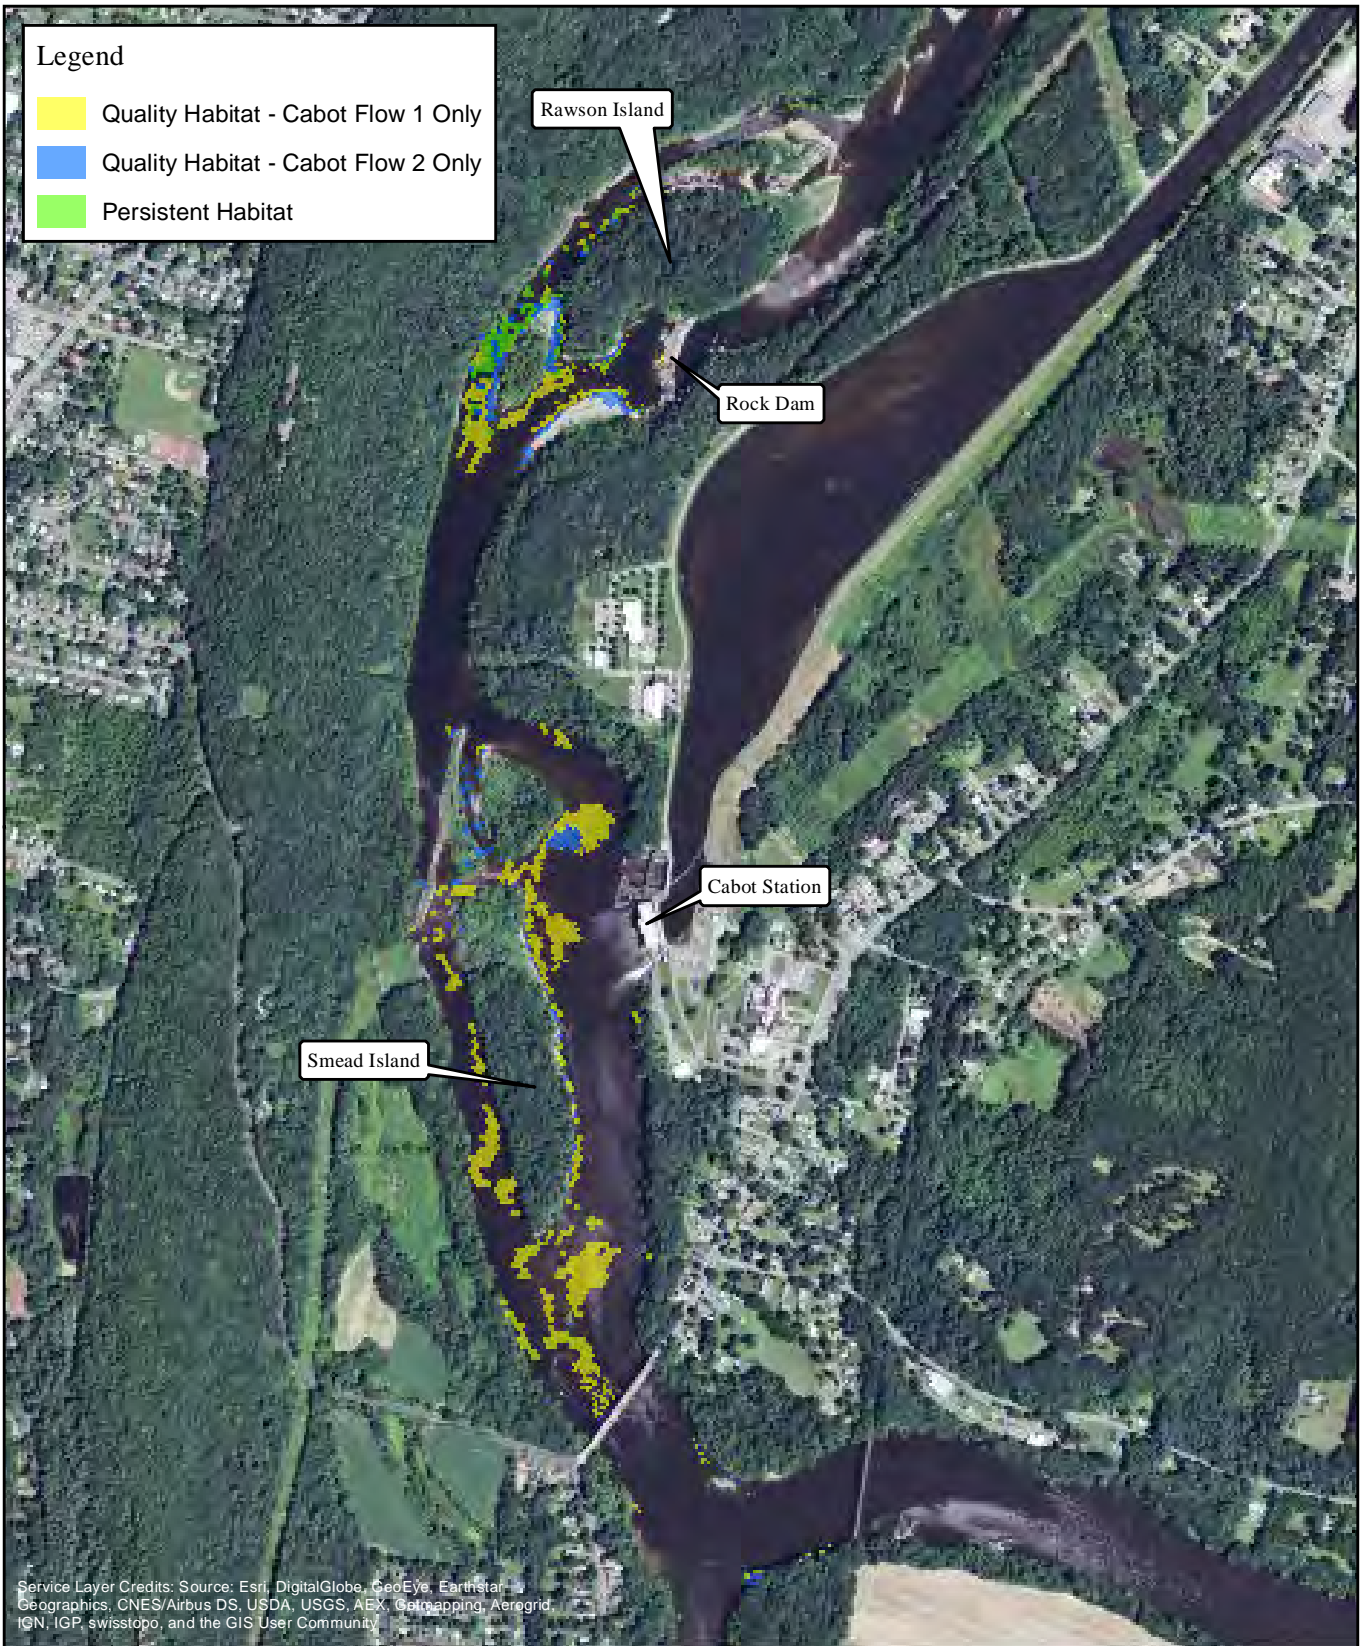 Legend
Quality Habitat - Cabot Flow 1 Only
Quality Habitat - Cabot Flow 2 Only
Persistent Habitat
Rawson Island
Rock Dam
Cabot Station
Smead Island
Service Layer Credits: Source: Esri, DigitalGlobe, GeoEye, Earthstar
Geographics, CNES/Airbus DS, USDA, USGS, AEX, Getmapping, Aerogrid,
IGN, IGP, swisstopo, and the GIS User Community